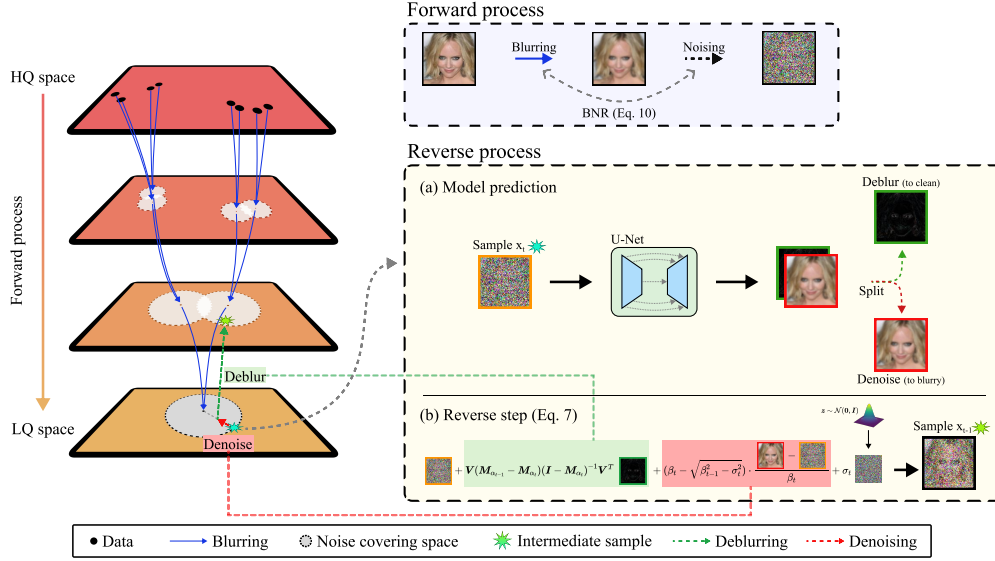 Forward process
HQ space
Blurring
Noising
BNR (Eq. 10)
Reverse process
(a) Model prediction
Deblur (to clean)
Sample x_t
U-Net
Split
Denoise (to blurry)
Forward process
Deblur
LQ space
Denoise
(b) Reverse step (Eq. 7)
z ∼ 𝒩(0, I)
Sample x_{t-1}
+ V(M_{α_{t-1}} − M_{α_t})(I − M_{α_t})^{-1}V^T + (β_t − √(β_{t-1}^2 − σ_t^2)) · − / β_t + σ_t
Data
Blurring
Noise covering space
Intermediate sample
Deblurring
Denoising